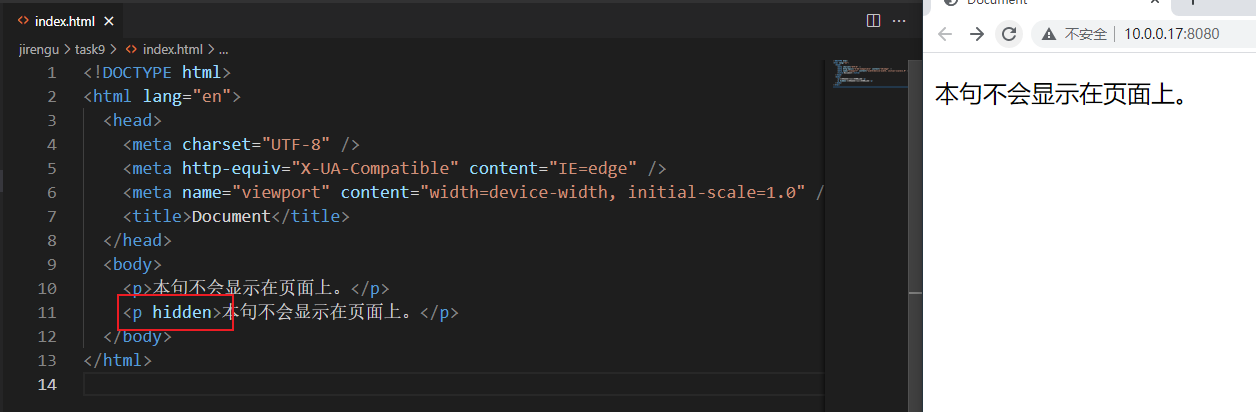 index.html
jirengu > task9 > index.html > ...
1 <!DOCTYPE html>
2 <html lang="en">
3 <head>
4 <meta charset="UTF-8" />
5 <meta http-equiv="X-UA-Compatible" content="IE=edge" />
6 <meta name="viewport" content="width=device-width, initial-scale=1.0" /
7 <title>Document</title>
8 </head>
9 <body>
10 <p>本句不会显示在页面上。</p>
11 <p hidden>本句不会显示在页面上。</p>
12 </body>
13 </html>
14
Document
不安全 | 10.0.0.17:8080
本句不会显示在页面上。